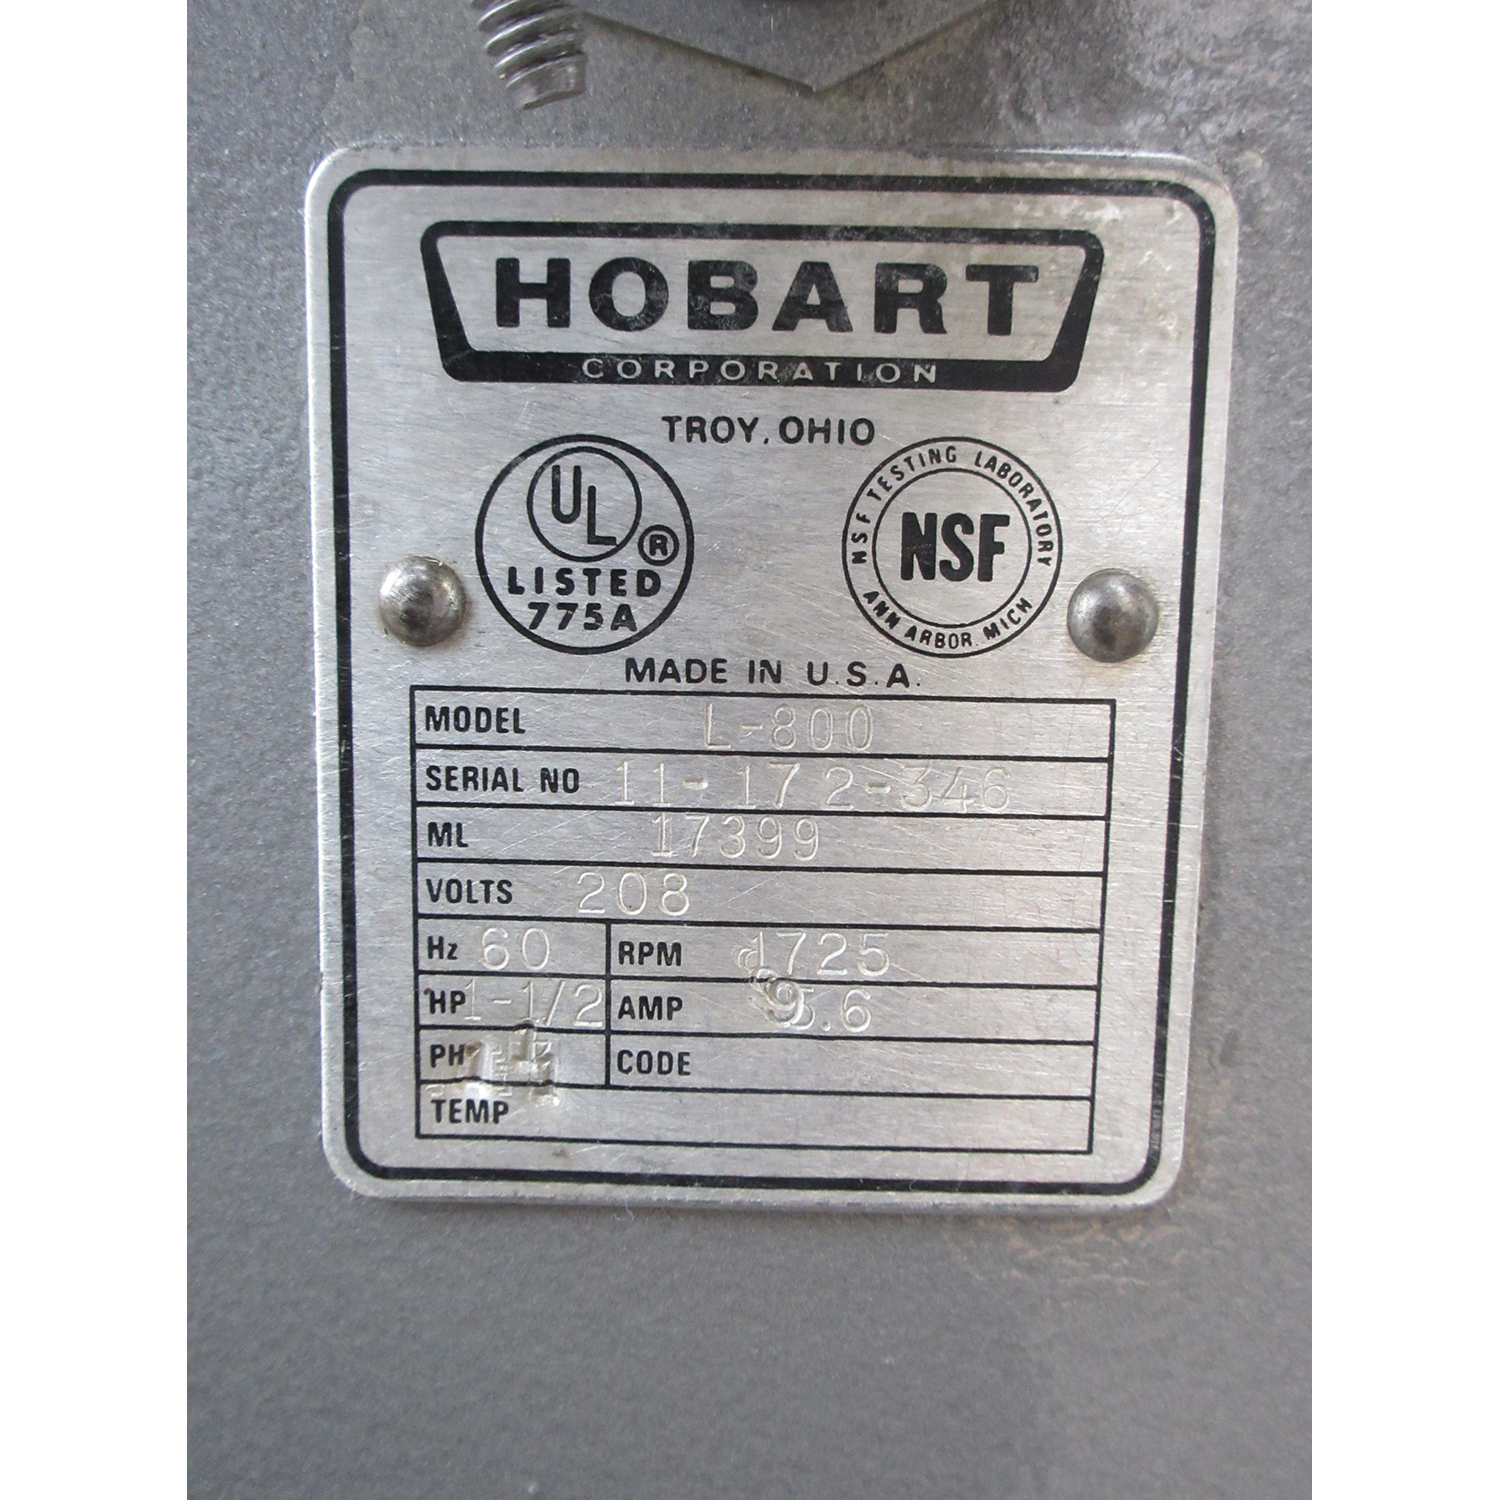 HOBART
CORPORATION
TROY, OHIO
UL ®
LISTED
775A
NSF TESTING LABORATORY
NSF
ANN ARBOR. MICH
MADE IN U.S.A.
MODEL L-800
SERIAL NO 11-172-346
ML 17399
VOLTS 208
Hz 60 RPM 1725
HP 1-1/2 AMP
PH CODE
TEMP